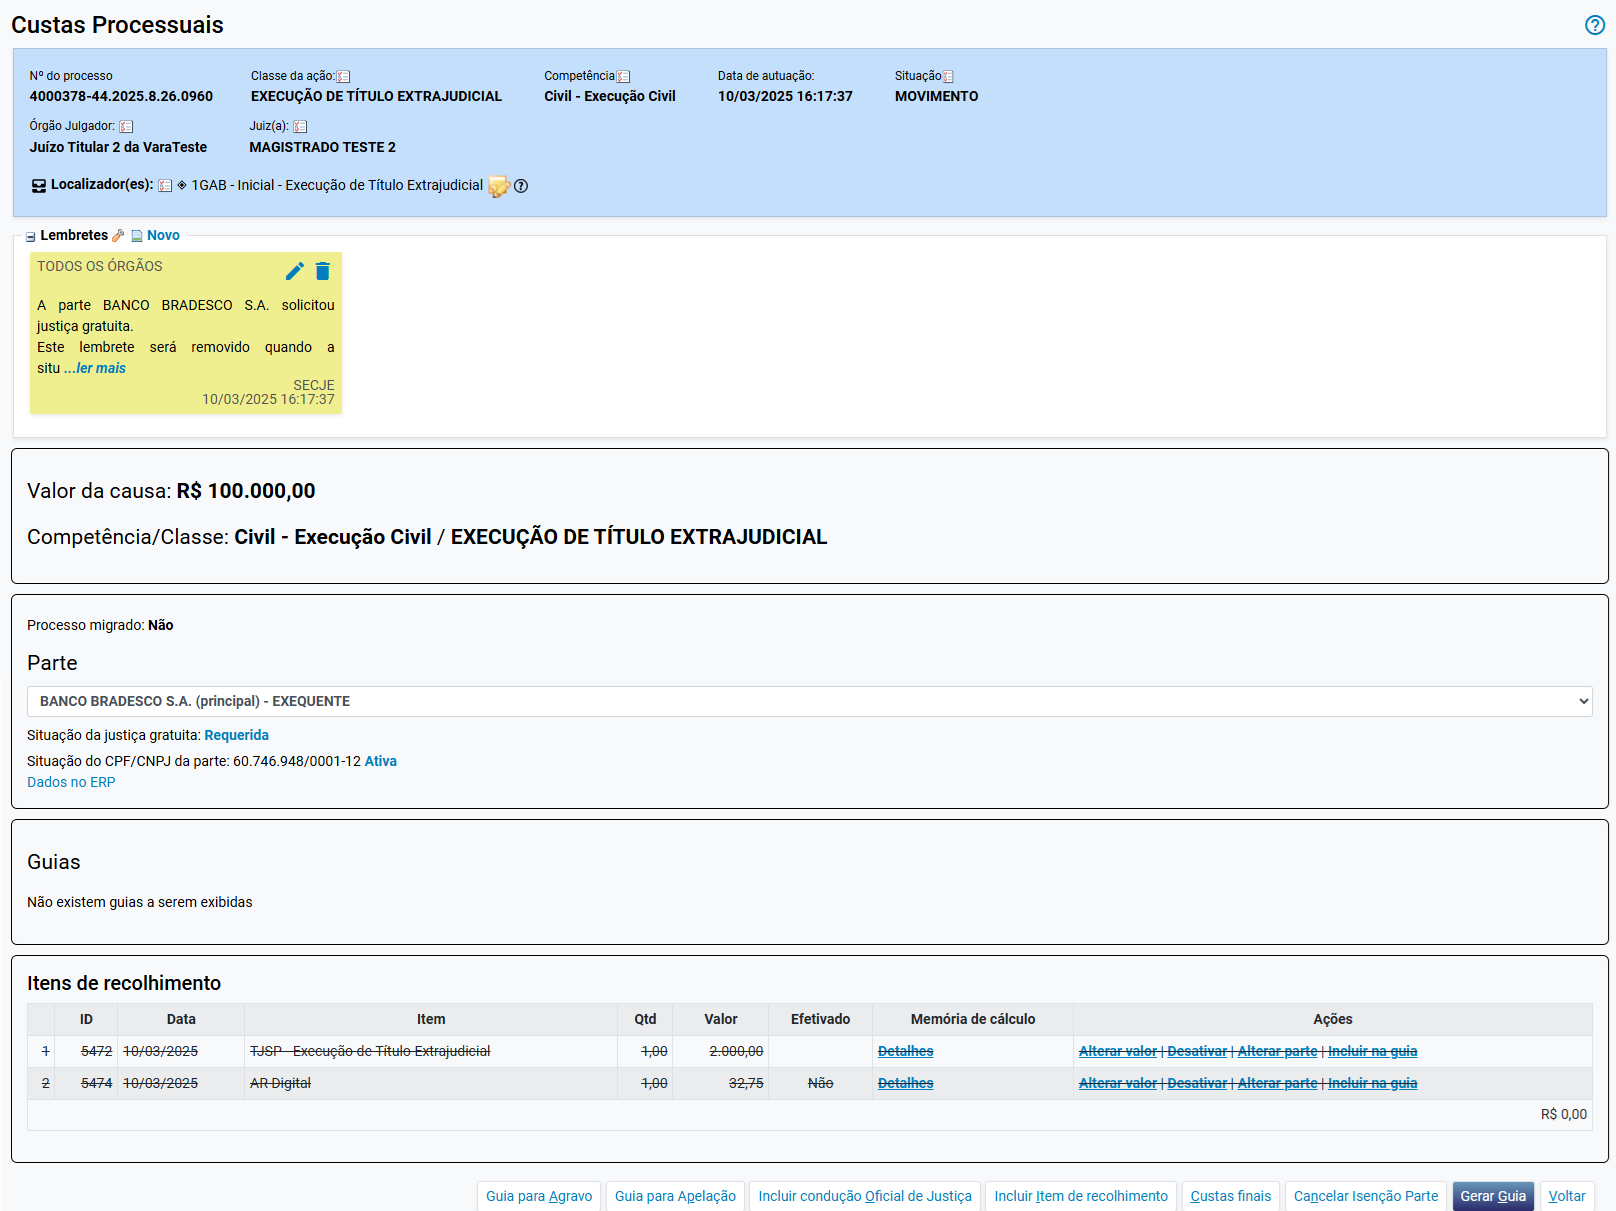 Custas Processuais
Nº do processo
4000378-44.2025.8.26.0960
Classe da ação:
EXECUÇÃO DE TÍTULO EXTRAJUDICIAL
Competência
Civil - Execução Civil
Data de autuação:
10/03/2025 16:17:37
Situação
MOVIMENTO
Órgão Julgador:
Juízo Titular 2 da VaraTeste
Juiz(a):
MAGISTRADO TESTE 2
Localizador(es): 1GAB - Inicial - Execução de Título Extrajudicial
Lembretes Novo
TODOS OS ÓRGÃOS
A parte BANCO BRADESCO S.A. solicitou
justiça gratuita.
Este lembrete será removido quando a
situ ...ler mais
SECJE
10/03/2025 16:17:37
Valor da causa: R$ 100.000,00
Competência/Classe: Civil - Execução Civil / EXECUÇÃO DE TÍTULO EXTRAJUDICIAL
Processo migrado: Não
Parte
BANCO BRADESCO S.A. (principal) - EXEQUENTE
Situação da justiça gratuita: Requerida
Situação do CPF/CNPJ da parte: 60.746.948/0001-12 Ativa
Dados no ERP
Guias
Não existem guias a serem exibidas
Itens de recolhimento
ID Data Item Qtd Valor Efetivado Memória de cálculo Ações
1 5472 10/03/2025 TJSP - Execução de Título Extrajudicial 1,00 2.000,00 Detalhes Alterar valor | Desativar | Alterar parte | Incluir na guia
2 5474 10/03/2025 AR Digital 1,00 32,75 Não Detalhes Alterar valor | Desativar | Alterar parte | Incluir na guia
R$ 0,00
Guia para Agravo Guia para Apelação Incluir condução Oficial de Justiça Incluir Item de recolhimento Custas finais Cancelar Isenção Parte Gerar Guia Voltar